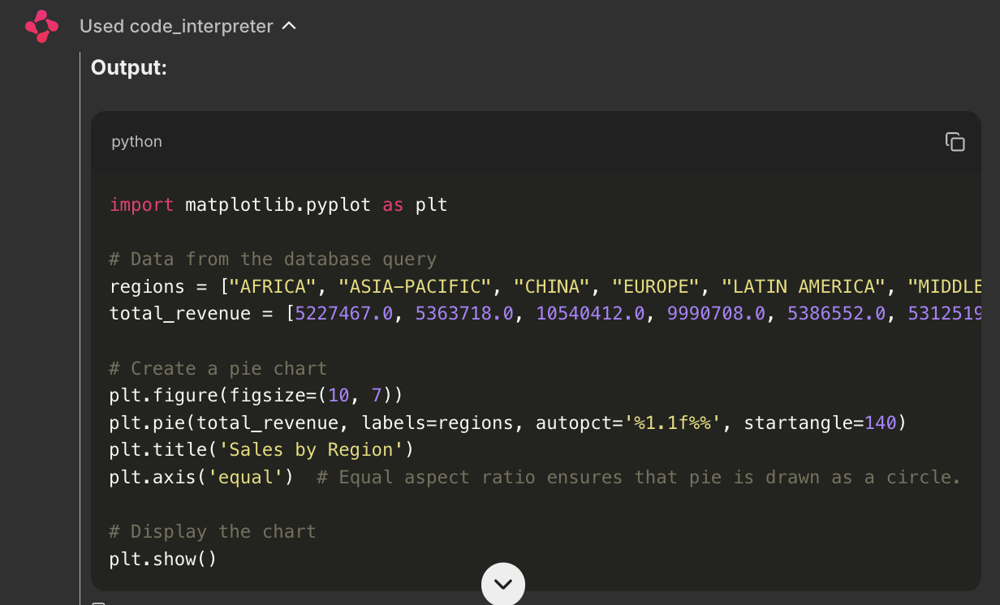 Used code_interpreter
Output:
python
import matplotlib.pyplot as plt
# Data from the database query
regions = ["AFRICA", "ASIA-PACIFIC", "CHINA", "EUROPE", "LATIN AMERICA", "MIDDLE
total_revenue = [5227467.0, 5363718.0, 10540412.0, 9990708.0, 5386552.0, 5312519
# Create a pie chart
plt.figure(figsize=(10, 7))
plt.pie(total_revenue, labels=regions, autopct='%1.1f%%', startangle=140)
plt.title('Sales by Region')
plt.axis('equal')  # Equal aspect ratio ensures that pie is drawn as a circle.
# Display the chart
plt.show()